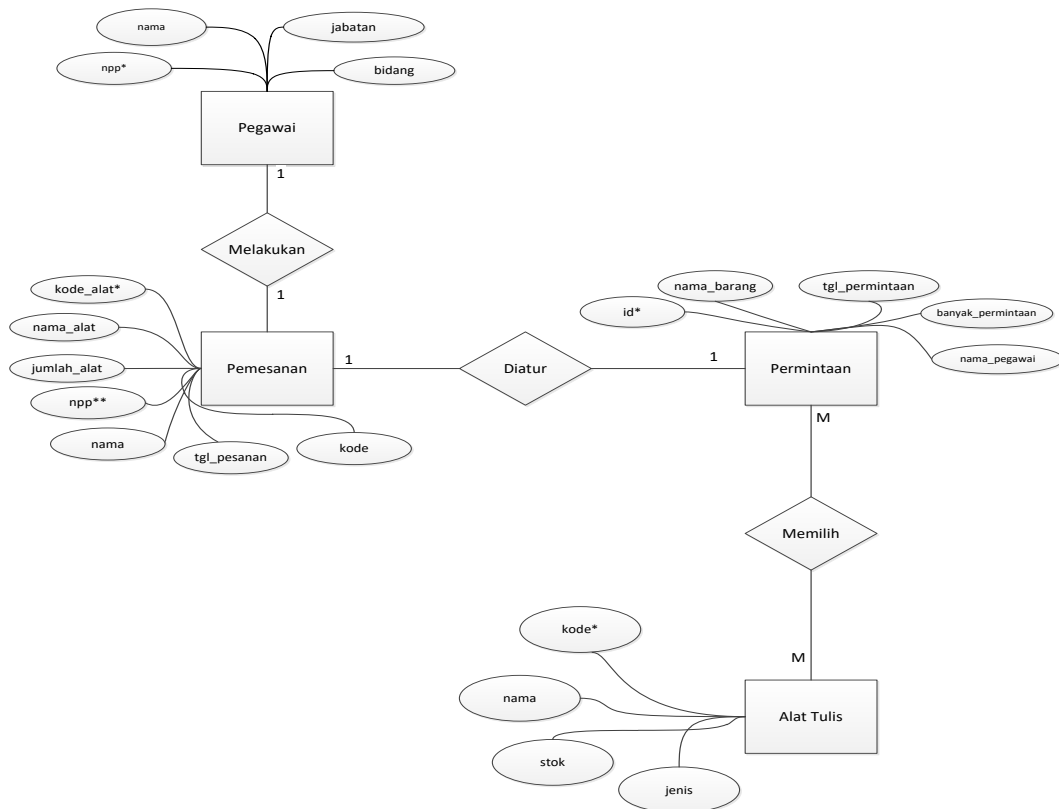 nama
jabatan
npp*
bidang
Pegawai
1
Melakukan
1
kode_alat*
nama_alat
jumlah_alat
npp**
nama
tgl_pesanan
kode
Pemesanan
1
Diatur
1
nama_barang
tgl_permintaan
id*
banyak_permintaan
nama_pegawai
Permintaan
M
Memilih
M
kode*
nama
stok
jenis
Alat Tulis